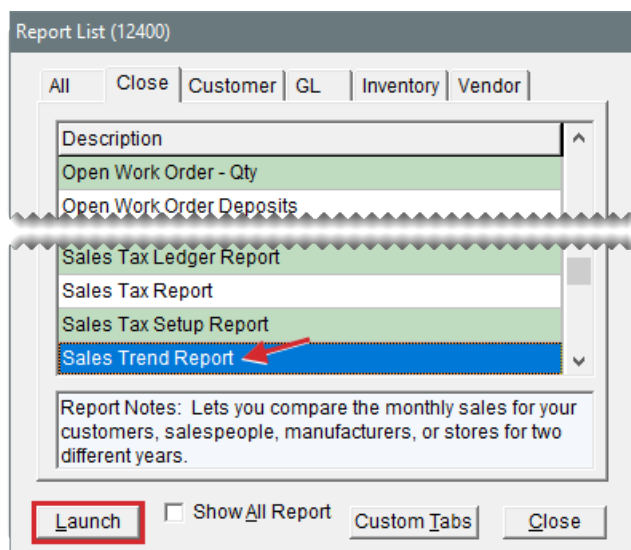 Report List (12400)
All Close Customer GL Inventory Vendor
Description
Open Work Order - Qty
Open Work Order Deposits
Sales Tax Ledger Report
Sales Tax Report
Sales Tax Setup Report
Sales Trend Report
Report Notes: Lets you compare the monthly sales for your
customers, salespeople, manufacturers, or stores for two
different years.
Launch Show All Report Custom Tabs Close